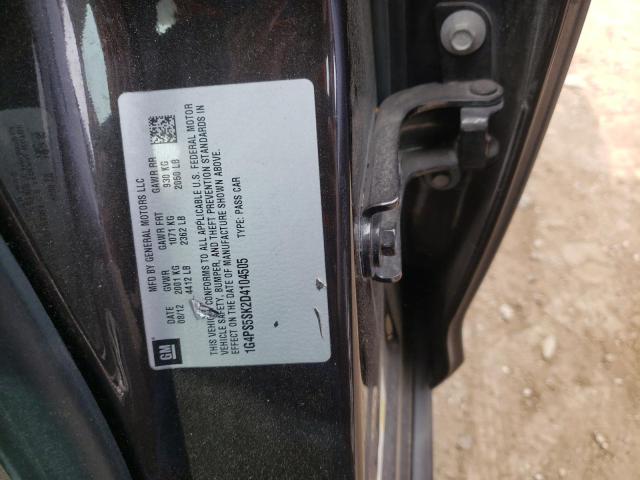 GM
MFD BY GENERAL MOTORS LLC
DATE GVWR GAWR FRT GAWR RR
09/12 2001 KG 1071 KG 930 KG
4412 LB 2362 LB 2050 LB
THIS VEHICLE CONFORMS TO ALL APPLICABLE U.S. FEDERAL MOTOR
VEHICLE SAFETY, BUMPER, AND THEFT PREVENTION STANDARDS IN
EFFECT ON THE DATE OF MANUFACTURE SHOWN ABOVE.
1G4PS5SK2D4104505 TYPE: PASS CAR